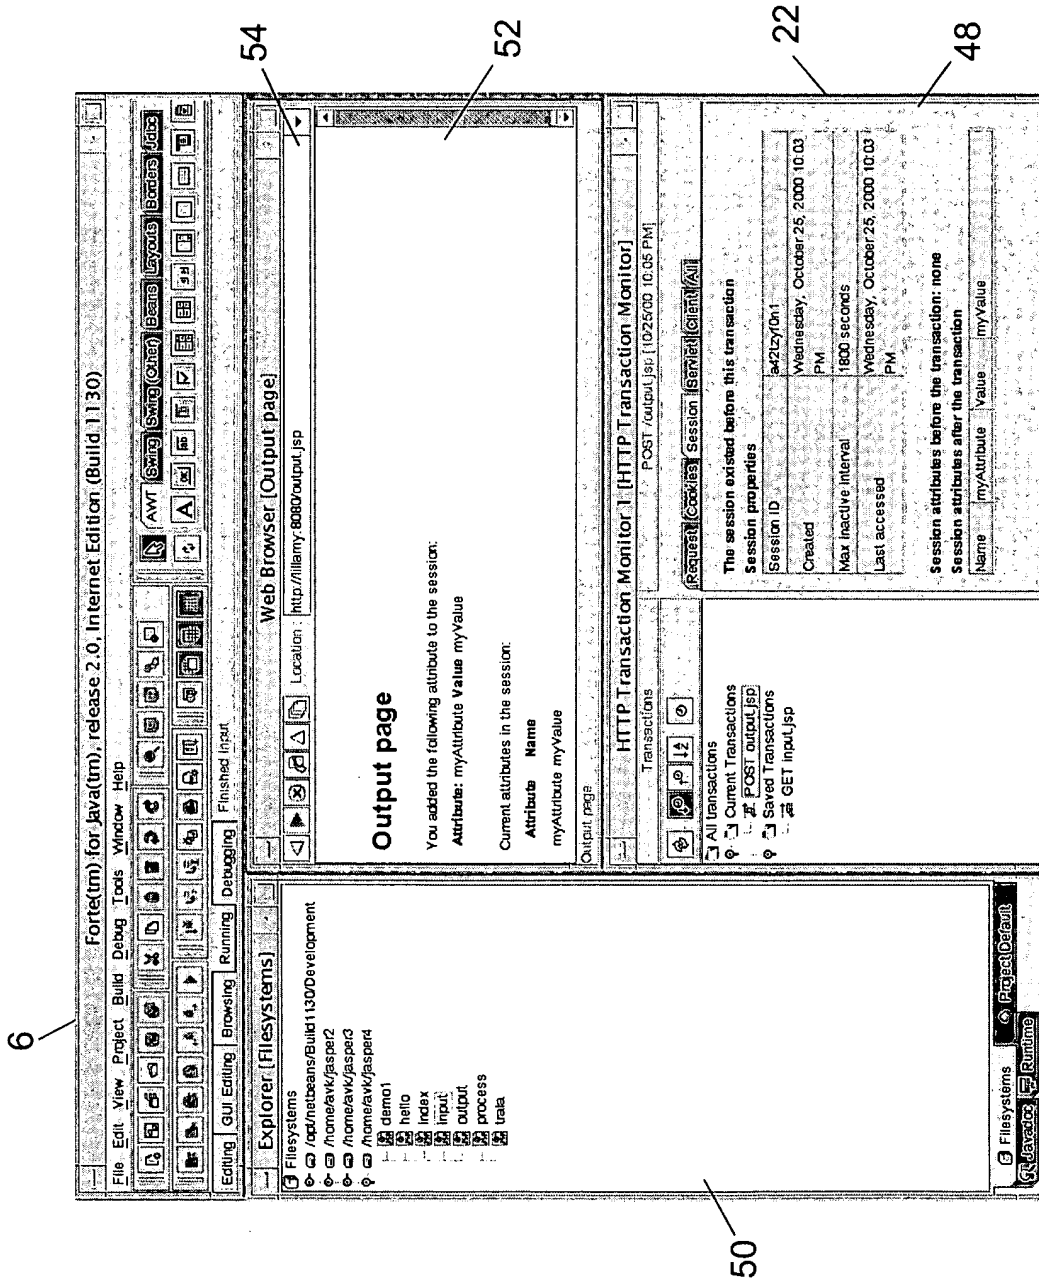 6
Forte(tm) for Java(tm), release 2.0, Internet Edition (Build 1130)
File Edit View Project Build Debug Tools Window Help
AWT Swing Swing (Other) Beans Layouts Borders Jdbc
Editing GUI Editing Browsing Running Debugging Finished Input
Explorer [Filesystems]
Filesystems
/opt/netbeans/Build1130/Development
/home/avk/jasper2
/home/avk/jasper3
/home/avk/jasper4
demo1
hello
Index
input
output
process
trala
Filesystems
Project Default
Javadoc
Runtime
50
Web Browser [Output page]
54
Location : http://lillamy:8080/output.jsp
Output page
You added the following attribute to the session:
Attribute: myAttribute Value myValue
Current attributes in the session:
Attribute Name
myAttribute myValue
Output page
52
HTTP Transaction Monitor 1 [HTTP Transaction Monitor]
22
Transactions
All transactions
Current Transactions
POST output.jsp
Saved Transactions
GET input.jsp
POST /output.jsp [10/25/00 10:05 PM]
Request Cookies Session Servlet Client All
The session existed before this transaction
Session properties
Session ID a42tzyf0n1
Created Wednesday, October 25, 2000 10:03 PM
Max Inactive Interval 1800 seconds
Last accessed Wednesday, October 25, 2000 10:03 PM
Session attributes before the transaction: none
Session attributes after the transaction
Name myAttribute Value myValue
48